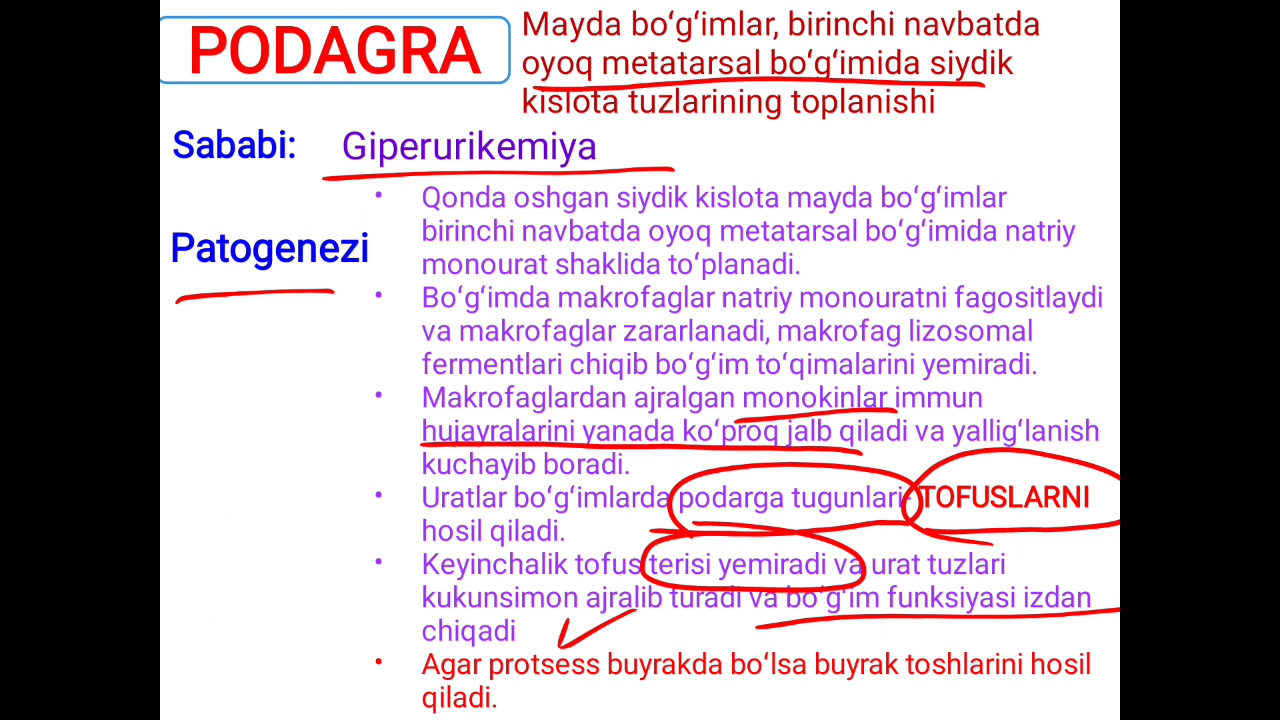 PODAGRA
Mayda bo‘g‘imlar, birinchi navbatda
oyoq metatarsal bo‘g‘imida siydik
kislota tuzlarining toplanishi
Sababi:
Giperurikemiya
Patogenezi
• Qonda oshgan siydik kislota mayda bo‘g‘imlar
birinchi navbatda oyoq metatarsal bo‘g‘imida natriy
monourat shaklida to‘planadi.
• Bo‘g‘imda makrofaglar natriy monouratni fagositlaydi
va makrofaglar zararlanadi, makrofag lizosomal
fermentlari chiqib bo‘g‘im to‘qimalarini yemiradi.
• Makrofaglardan ajralgan monokinlar immun
hujayralarini yanada ko‘proq jalb qiladi va yallig‘lanish
kuchayib boradi.
• Uratlar bo‘g‘imlarda podarga tugunlari- TOFUSLARNI
hosil qiladi.
• Keyinchalik tofus terisi yemiradi va urat tuzlari
kukunsimon ajralib turadi va bo‘g‘im funksiyasi izdan
chiqadi
• Agar protsess buyrakda bo‘lsa buyrak toshlarini hosil
qiladi.